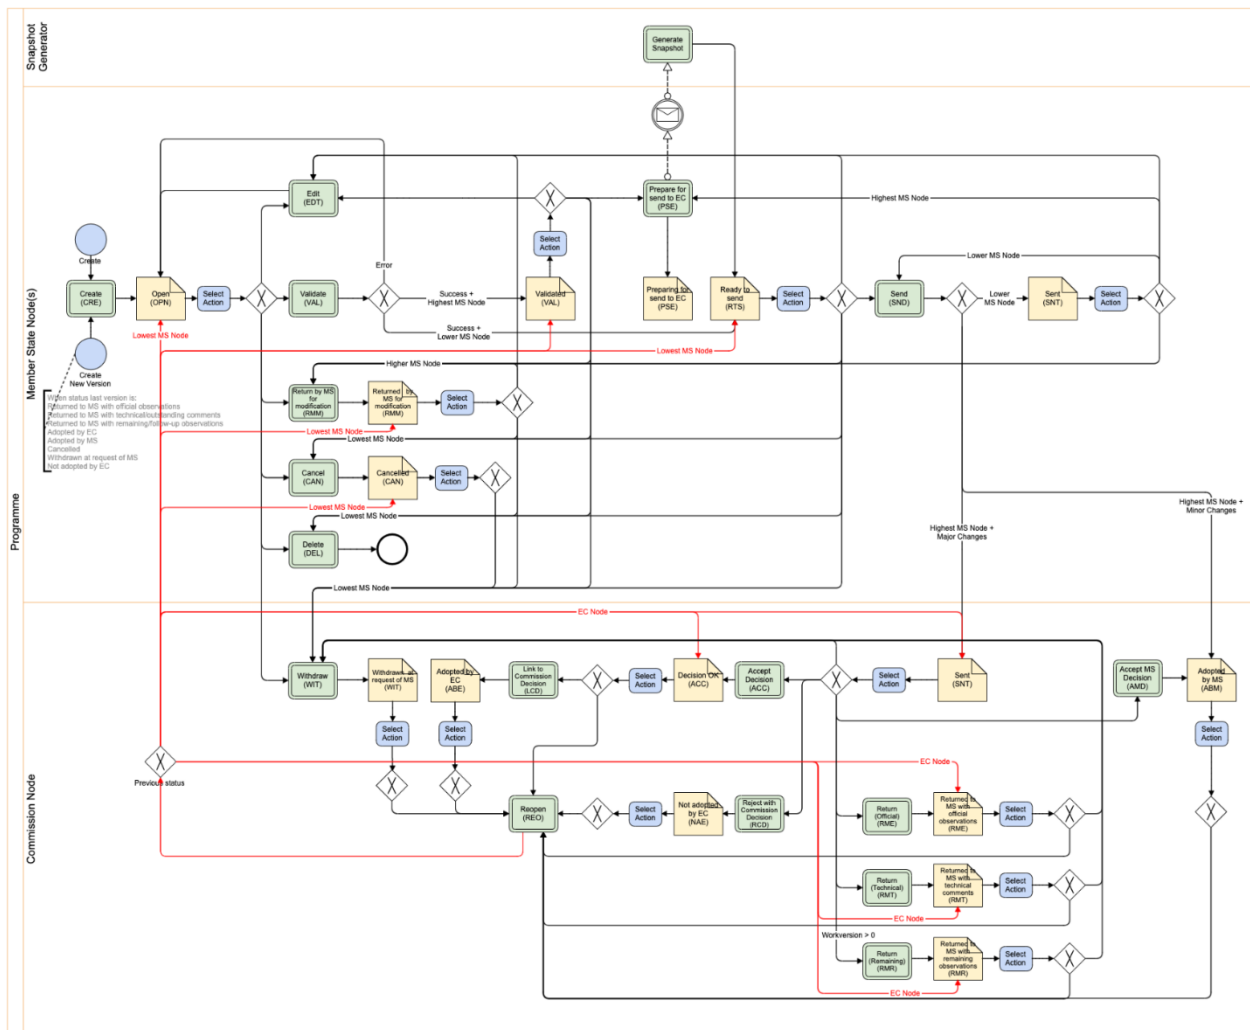 Programme
Snapshot
Generator
Member State Node(s)
Commission Node
Generate
Snapshot
Edit
(EDT)
Prepare for
send to EC
(PSE)
Highest MS Node
Select
Action
Create
Error
Lower MS Node
Create
(CRE)
Open
(OPN)
Select
Action
Validate
(VAL)
Success +
Highest MS Node
Validated
(VAL)
Preparing for
send to EC
(PSE)
Ready to
send
(RTS)
Select
Action
Send
(SND)
Lower
MS Node
Sent
(SNT)
Select
Action
Success +
Lower MS Node
Lowest MS Node
Lowest MS Node
Create
New Version
Higher MS Node
When status last version is:
Returned to MS with official observations
Returned to MS with technical/outstanding comments
Returned to MS with remaining/follow-up observations
Adopted by EC
Adopted by MS
Cancelled
Withdrawn at request of MS
Not adopted by EC
Return by MS
for
modification
(RMM)
Returned by
MS for
modification
(RMM)
Select
Action
Lowest MS Node
Lowest MS Node
Cancel
(CAN)
Cancelled
(CAN)
Select
Action
Lowest MS Node
Lowest MS Node
Highest MS Node +
Minor Changes
Highest MS Node +
Major Changes
Delete
(DEL)
Lowest MS Node
EC Node
Withdraw
(WIT)
Withdrawn at
request of MS
(WIT)
Adopted by
EC
(ABE)
Link to
Commission
Decision
(LCD)
Select
Action
Decision OK
(ACC)
Accept
Decision
(ACC)
Select
Action
Sent
(SNT)
Accept MS
Decision
(AMD)
Adopted
by MS
(ABM)
Select
Action
Select
Action
Select
Action
Previous status
EC Node
Reopen
(REO)
Select
Action
Not adopted
by EC
(NAE)
Reject with
Commission
Decision
(RCD)
Return
(Official)
(RME)
Returned to
MS with
official
observations
(RME)
Select
Action
Return
(Technical)
(RMT)
Returned to
MS with
technical
comments
(RMT)
Select
Action
EC Node
Workversion > 0
Return
(Remaining)
(RMR)
Returned to
MS with
remaining
observations
(RMR)
Select
Action
EC Node